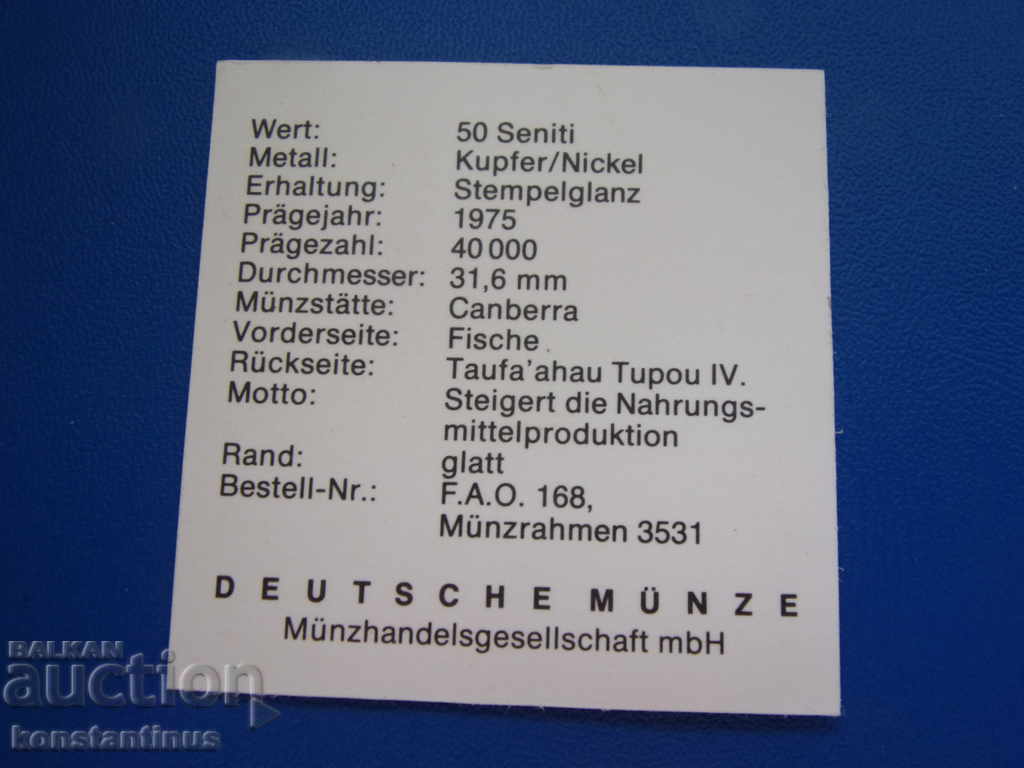 Wert: 50 Seniti
Metall: Kupfer/Nickel
Erhaltung: Stempelglanz
Prägejahr: 1975
Prägezahl: 40 000
Durchmesser: 31,6 mm
Münzstätte: Canberra
Vorderseite: Fische
Rückseite: Taufa'ahau Tupou IV.
Motto: Steigert die Nahrungs-
mittelproduktion
Rand: glatt
Bestell-Nr.: F.A.O. 168,
Münzrahmen 3531
DEUTSCHE MÜNZE
Münzhandelsgesellschaft mbH
BALKAN
auction
konstantinus